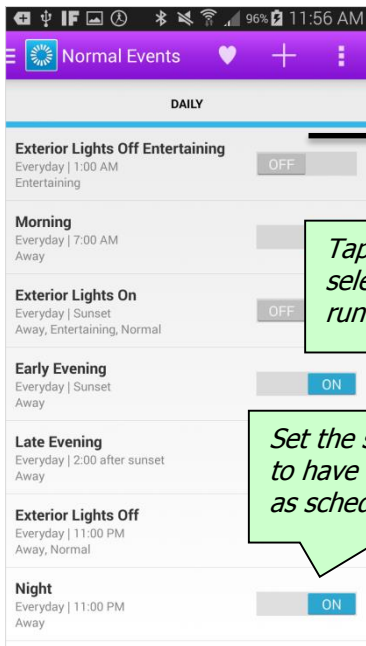 IF 96% 11:56 AM
Normal Events
DAILY
Exterior Lights Off Entertaining
Everyday | 1:00 AM
Entertaining
OFF
Morning
Everyday | 7:00 AM
Away
Tap
Exterior Lights On
Everyday | Sunset
Away, Entertaining, Normal
OFF
run
Early Evening
Everyday | Sunset
Away
ON
Late Evening
Everyday | 2:00 after sunset
Away
Set the
to have
Exterior Lights Off
Everyday | 11:00 PM
Away, Normal
as
Night
Everyday | 11:00 PM
Away
ON